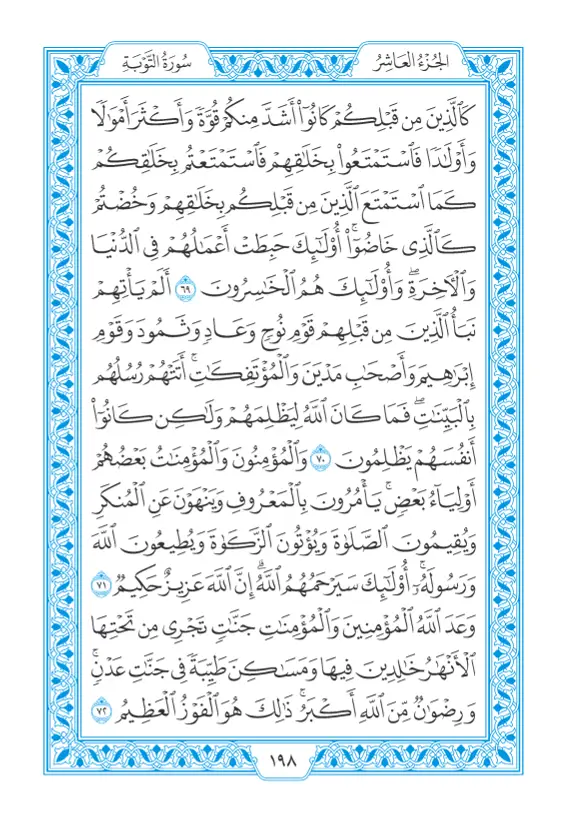 الجُزْءُ العَاشِرُ
سُورَةُ التَّوْبَةِ
كَٱلَّذِينَ مِن قَبۡلِكُمۡ كَانُوٓاْ أَشَدَّ مِنكُمۡ قُوَّةٗ وَأَكۡثَرَ أَمۡوَٰلٗا
وَأَوۡلَٰدٗا فَٱسۡتَمۡتَعُواْ بِخَلَٰقِهِمۡ فَٱسۡتَمۡتَعۡتُم بِخَلَٰقِكُمۡ
كَمَا ٱسۡتَمۡتَعَ ٱلَّذِينَ مِن قَبۡلِكُم بِخَلَٰقِهِمۡ وَخُضۡتُمۡ
كَٱلَّذِي خَاضُوٓاْۚ أُوْلَٰٓئِكَ حَبِطَتۡ أَعۡمَٰلُهُمۡ فِي ٱلدُّنۡيَا
وَٱلۡأٓخِرَةِۖ وَأُوْلَٰٓئِكَ هُمُ ٱلۡخَٰسِرُونَ ٦٩ أَلَمۡ يَأۡتِهِمۡ
نَبَأُ ٱلَّذِينَ مِن قَبۡلِهِمۡ قَوۡمِ نُوحٖ وَعَادٖ وَثَمُودَ وَقَوۡمِ
إِبۡرَٰهِيمَ وَأَصۡحَٰبِ مَدۡيَنَ وَٱلۡمُؤۡتَفِكَٰتِۚ أَتَتۡهُمۡ رُسُلُهُم
بِٱلۡبَيِّنَٰتِۖ فَمَا كَانَ ٱللَّهُ لِيَظۡلِمَهُمۡ وَلَٰكِن كَانُوٓاْ
أَنفُسَهُمۡ يَظۡلِمُونَ ٧٠ وَٱلۡمُؤۡمِنُونَ وَٱلۡمُؤۡمِنَٰتُ بَعۡضُهُمۡ
أَوۡلِيَآءُ بَعۡضٖۚ يَأۡمُرُونَ بِٱلۡمَعۡرُوفِ وَيَنۡهَوۡنَ عَنِ ٱلۡمُنكَرِ
وَيُقِيمُونَ ٱلصَّلَوٰةَ وَيُؤۡتُونَ ٱلزَّكَوٰةَ وَيُطِيعُونَ ٱللَّهَ
وَرَسُولَهُۥٓۚ أُوْلَٰٓئِكَ سَيَرۡحَمُهُمُ ٱللَّهُۗ إِنَّ ٱللَّهَ عَزِيزٌ حَكِيمٞ ٧١
وَعَدَ ٱللَّهُ ٱلۡمُؤۡمِنِينَ وَٱلۡمُؤۡمِنَٰتِ جَنَّٰتٖ تَجۡرِي مِن تَحۡتِهَا
ٱلۡأَنۡهَٰرُ خَٰلِدِينَ فِيهَا وَمَسَٰكِنَ طَيِّبَةٗ فِي جَنَّٰتِ عَدۡنٖۚ
وَرِضۡوَٰنٞ مِّنَ ٱللَّهِ أَكۡبَرُۚ ذَٰلِكَ هُوَ ٱلۡفَوۡزُ ٱلۡعَظِيمُ ٧٢
١٩٨